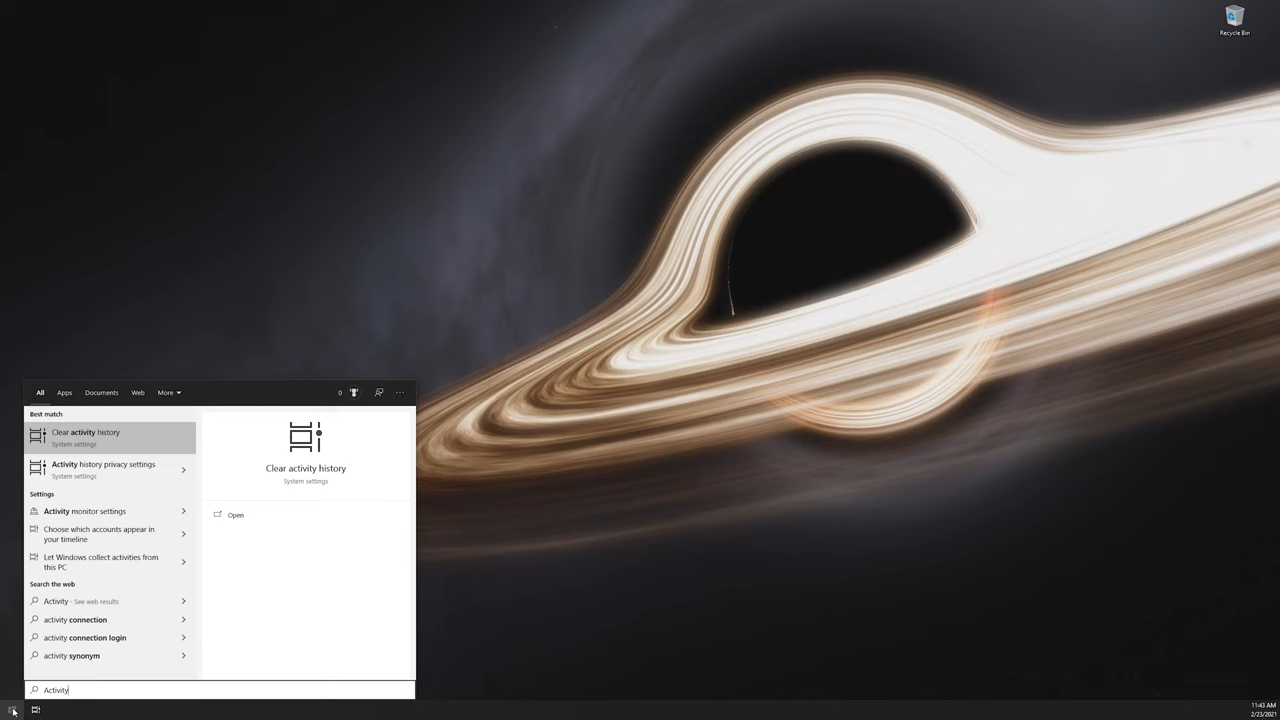 Recycle Bin
All Apps Documents Web More 0 ...
Best match
Clear activity history
System settings
Activity history privacy settings
System settings
Settings
Activity monitor settings
Choose which accounts appear in
your timeline
Let Windows collect activities from
this PC
Search the web
Activity - See web results
activity connection
activity connection login
activity synonym
Clear activity history
System settings
Open
Activity
11:43 AM
2/23/2021